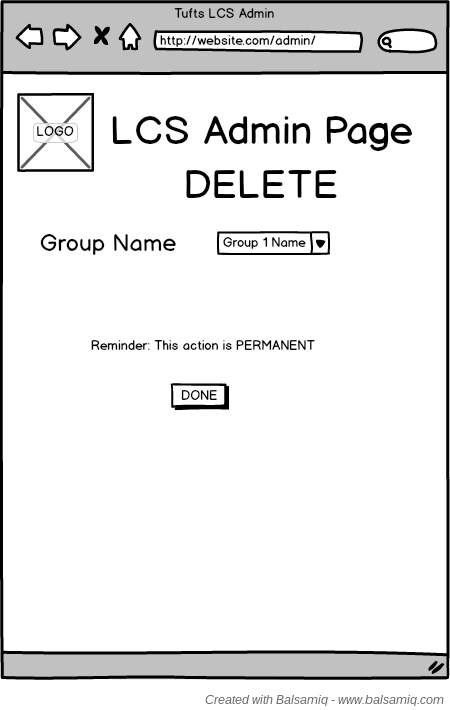 Tufts LCS Admin
http://website.com/admin/
LOGO
LCS Admin Page
DELETE
Group Name
Group 1 Name
Reminder: This action is PERMANENT
DONE
Created with Balsamiq - www.balsamiq.com